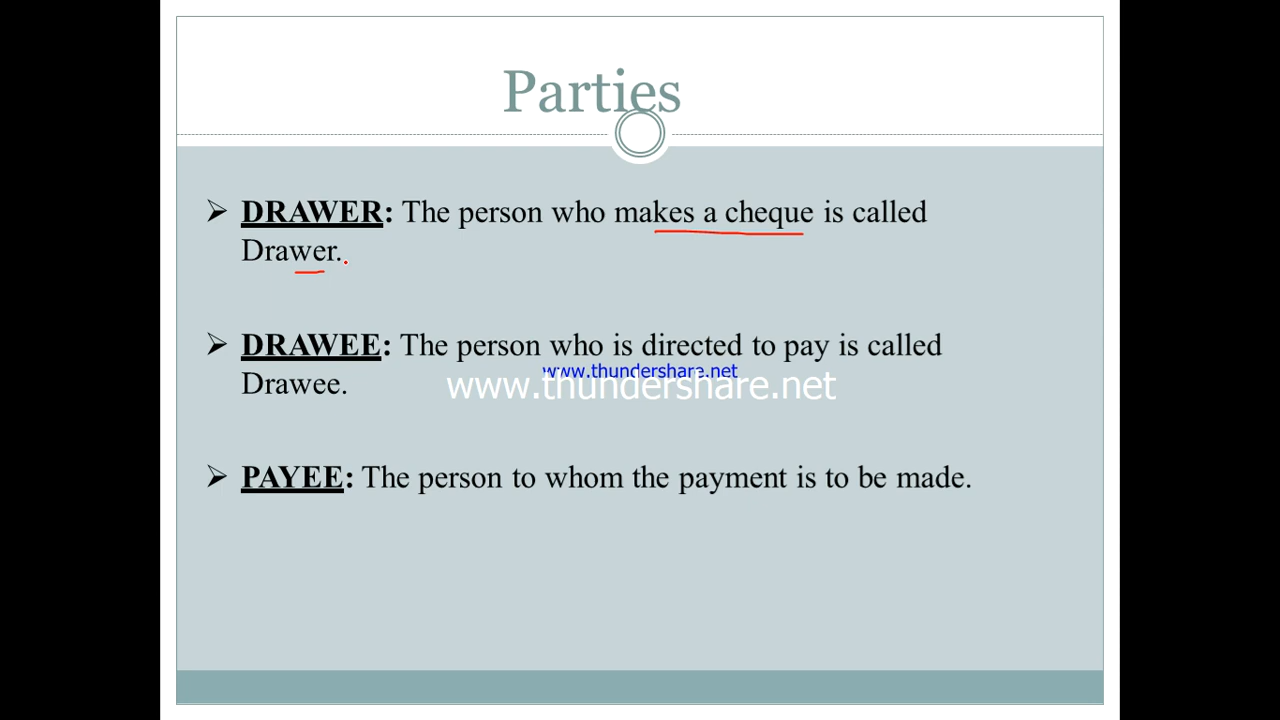 Parties
➢ DRAWER: The person who makes a cheque is called
Drawer.
➢ DRAWEE: The person who is directed to pay is called
www.thundershare.net
Drawee.
www.thundershare.net
➢ PAYEE: The person to whom the payment is to be made.